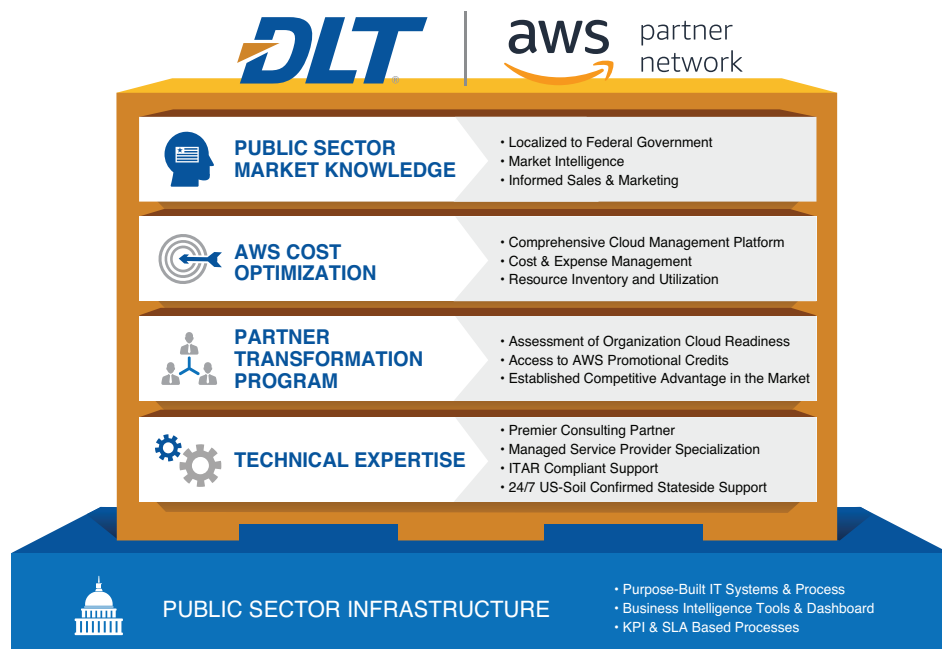 DLT
®
aws
partner
network
PUBLIC SECTOR
MARKET KNOWLEDGE
• Localized to Federal Government
• Market Intelligence
• Informed Sales & Marketing
AWS COST
OPTIMIZATION
• Comprehensive Cloud Management Platform
• Cost & Expense Management
• Resource Inventory and Utilization
PARTNER
TRANSFORMATION
PROGRAM
• Assessment of Organization Cloud Readiness
• Access to AWS Promotional Credits
• Established Competitive Advantage in the Market
TECHNICAL EXPERTISE
• Premier Consulting Partner
• Managed Service Provider Specialization
• ITAR Compliant Support
• 24/7 US-Soil Confirmed Stateside Support
PUBLIC SECTOR INFRASTRUCTURE
• Purpose-Built IT Systems & Process
• Business Intelligence Tools & Dashboard
• KPI & SLA Based Processes